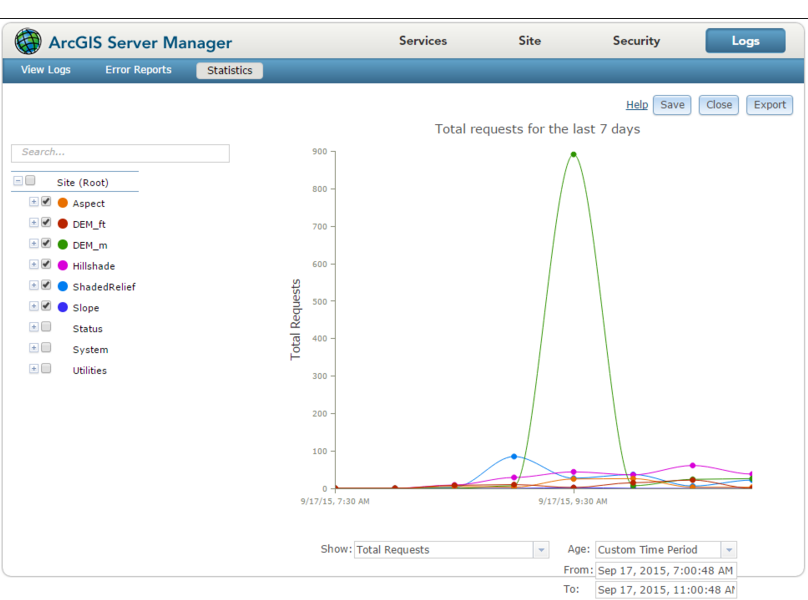 ArcGIS Server Manager
Services Site Security Logs
View Logs Error Reports Statistics
Help Save Close Export
Total requests for the last 7 days
Search...
Site (Root)
Aspect
DEM_ft
DEM_m
Hillshade
ShadedRelief
Slope
Status
System
Utilities
Total Requests
900
800
700
600
500
400
300
200
100
0
9/17/15, 7:30 AM 9/17/15, 9:30 AM
Show: Total Requests Age: Custom Time Period
From: Sep 17, 2015, 7:00:48 AM
To: Sep 17, 2015, 11:00:48 AM